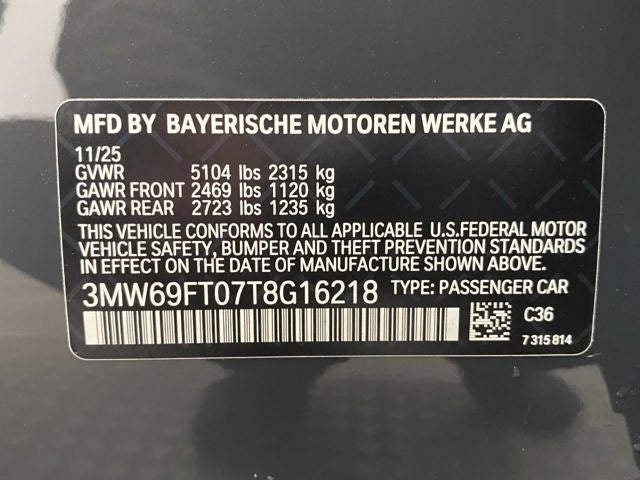 MFD BY BAYERISCHE MOTOREN WERKE AG
11/25
GVWR 5104 lbs 2315 kg
GAWR FRONT 2469 lbs 1120 kg
GAWR REAR 2723 lbs 1235 kg
THIS VEHICLE CONFORMS TO ALL APPLICABLE U.S.FEDERAL MOTOR
VEHICLE SAFETY, BUMPER AND THEFT PREVENTION STANDARDS
IN EFFECT ON THE DATE OF MANUFACTURE SHOWN ABOVE.
3MW69FT07T8G16218 TYPE: PASSENGER CAR
C36
7 315 814